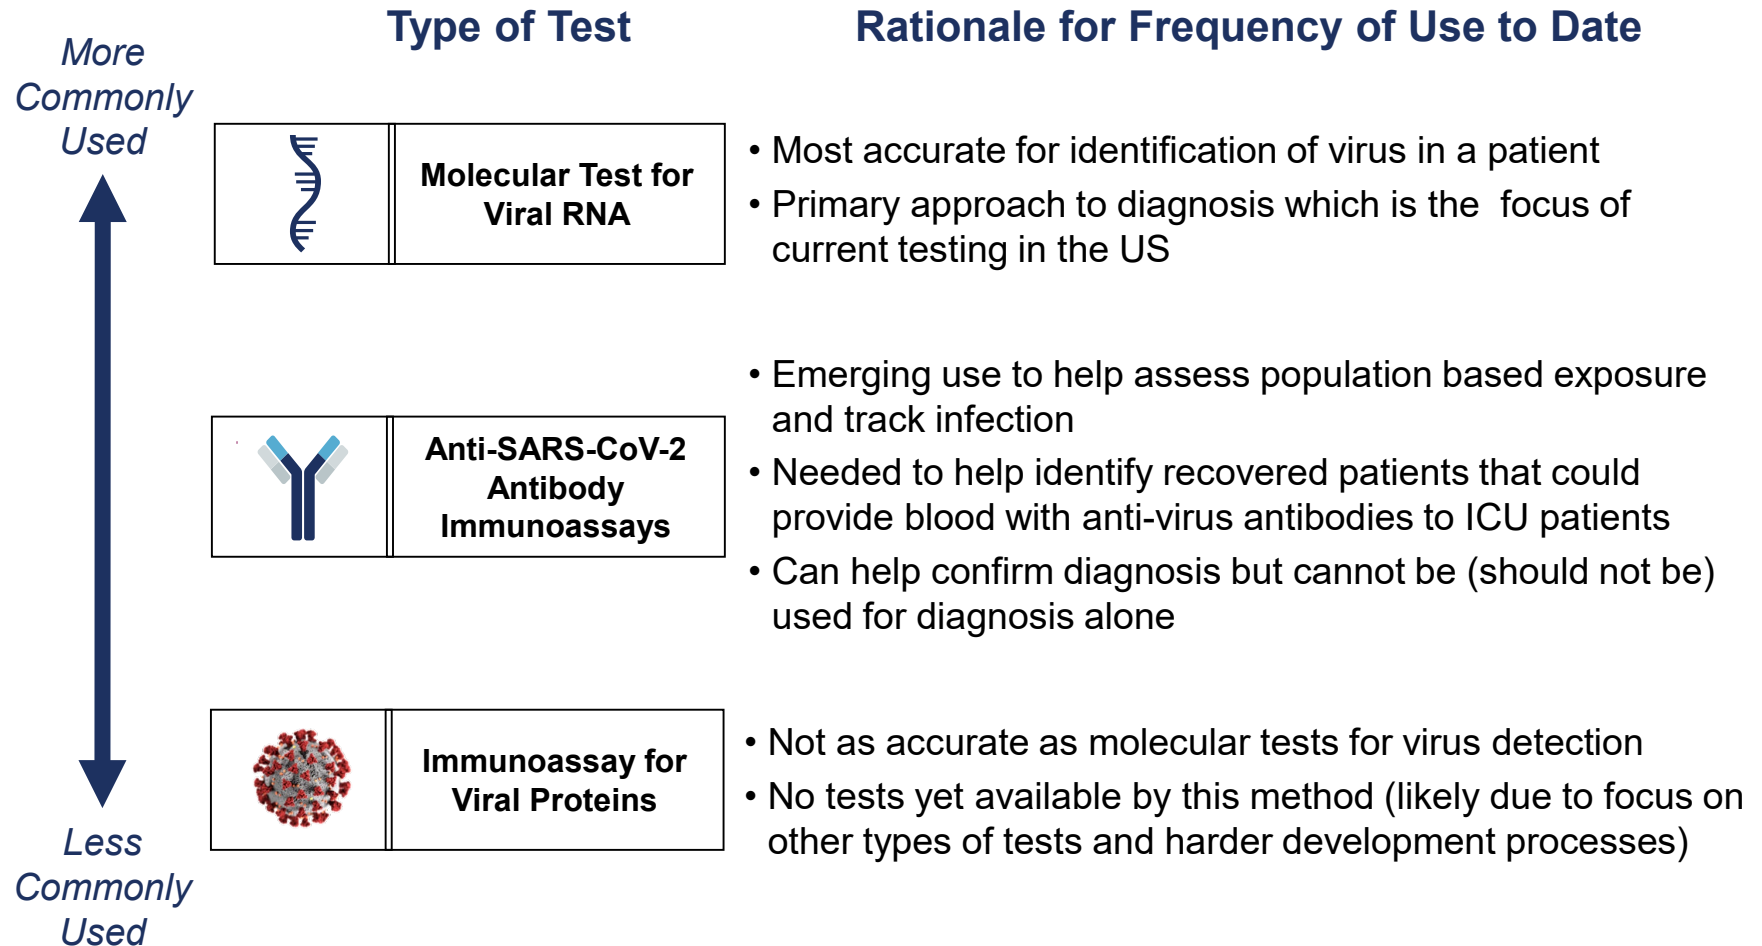 Type of Test
Rationale for Frequency of Use to Date
More
Commonly
Used
Molecular Test for
Viral RNA
• Most accurate for identification of virus in a patient
• Primary approach to diagnosis which is the  focus of
current testing in the US
Anti-SARS-CoV-2
Antibody
Immunoassays
• Emerging use to help assess population based exposure
and track infection
• Needed to help identify recovered patients that could
provide blood with anti-virus antibodies to ICU patients
• Can help confirm diagnosis but cannot be (should not be)
used for diagnosis alone
Immunoassay for
Viral Proteins
• Not as accurate as molecular tests for virus detection
• No tests yet available by this method (likely due to focus on
other types of tests and harder development processes)
Less
Commonly
Used